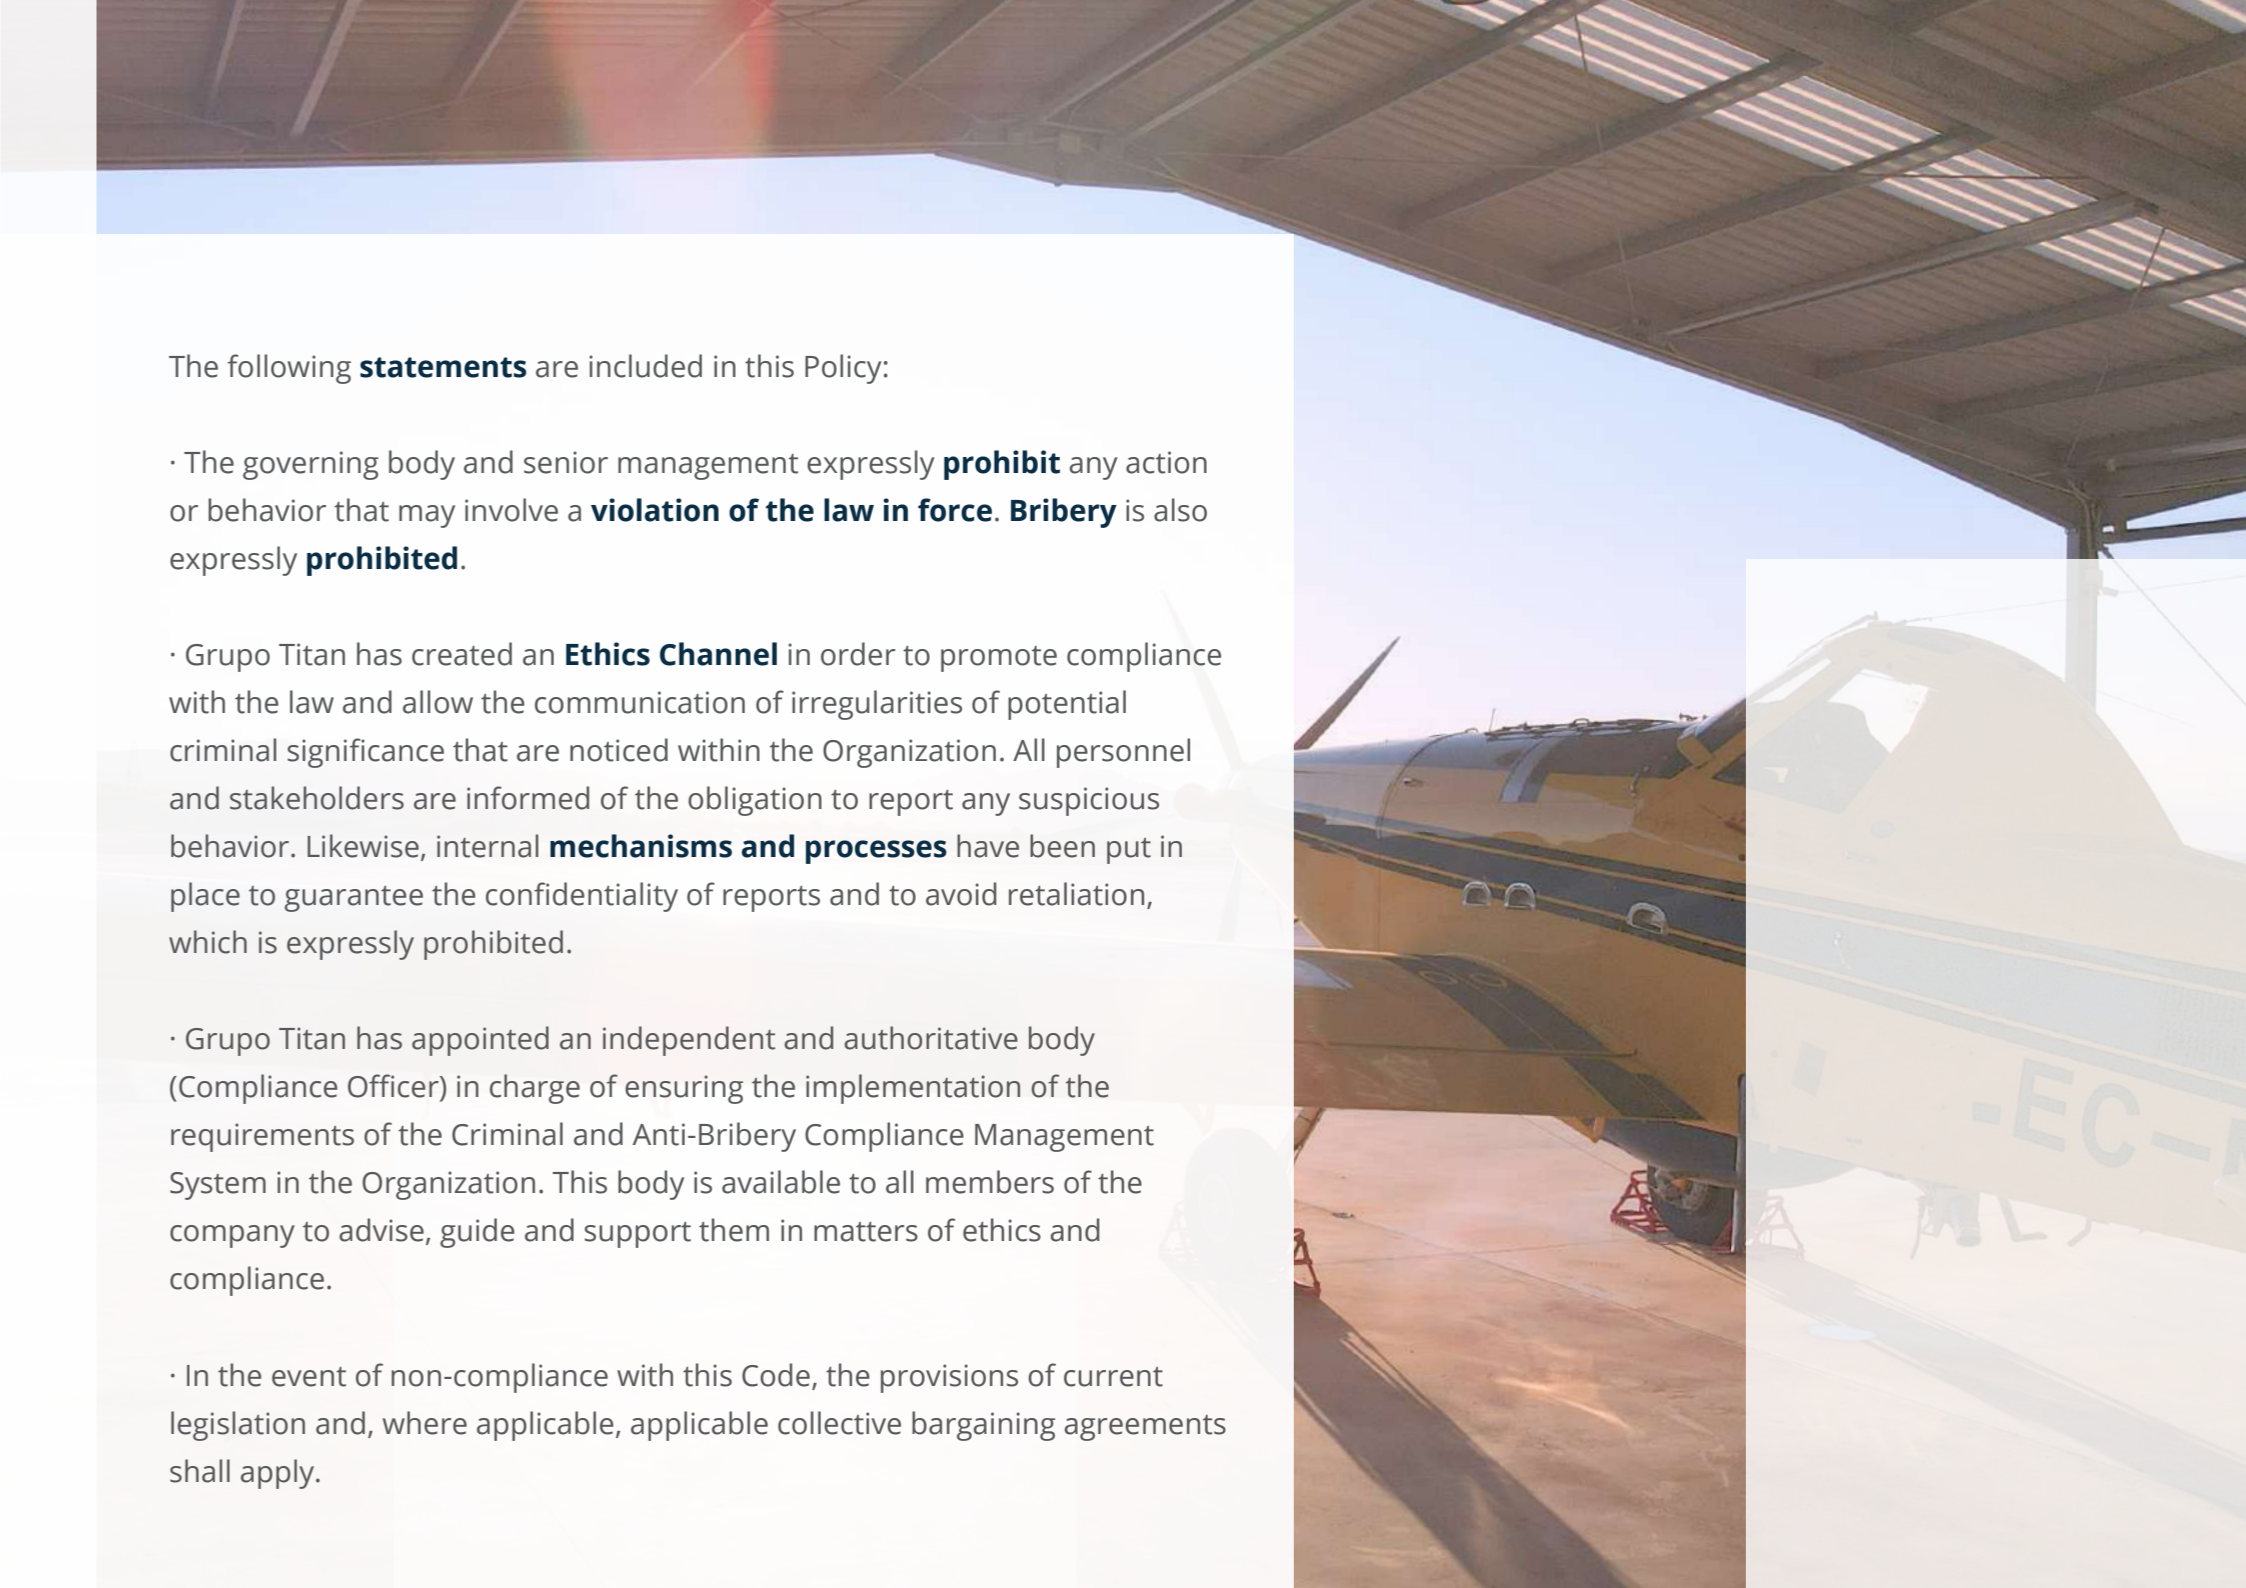 The following statements are included in this Policy:
· The governing body and senior management expressly prohibit any action
or behavior that may involve a violation of the law in force. Bribery is also
expressly prohibited.
· Grupo Titan has created an Ethics Channel in order to promote compliance
with the law and allow the communication of irregularities of potential
criminal significance that are noticed within the Organization. All personnel
and stakeholders are informed of the obligation to report any suspicious
behavior. Likewise, internal mechanisms and processes have been put in
place to guarantee the confidentiality of reports and to avoid retaliation,
which is expressly prohibited.
· Grupo Titan has appointed an independent and authoritative body
(Compliance Officer) in charge of ensuring the implementation of the
requirements of the Criminal and Anti-Bribery Compliance Management
System in the Organization. This body is available to all members of the
company to advise, guide and support them in matters of ethics and
compliance.
· In the event of non-compliance with this Code, the provisions of current
legislation and, where applicable, applicable collective bargaining agreements
shall apply.
-EC-